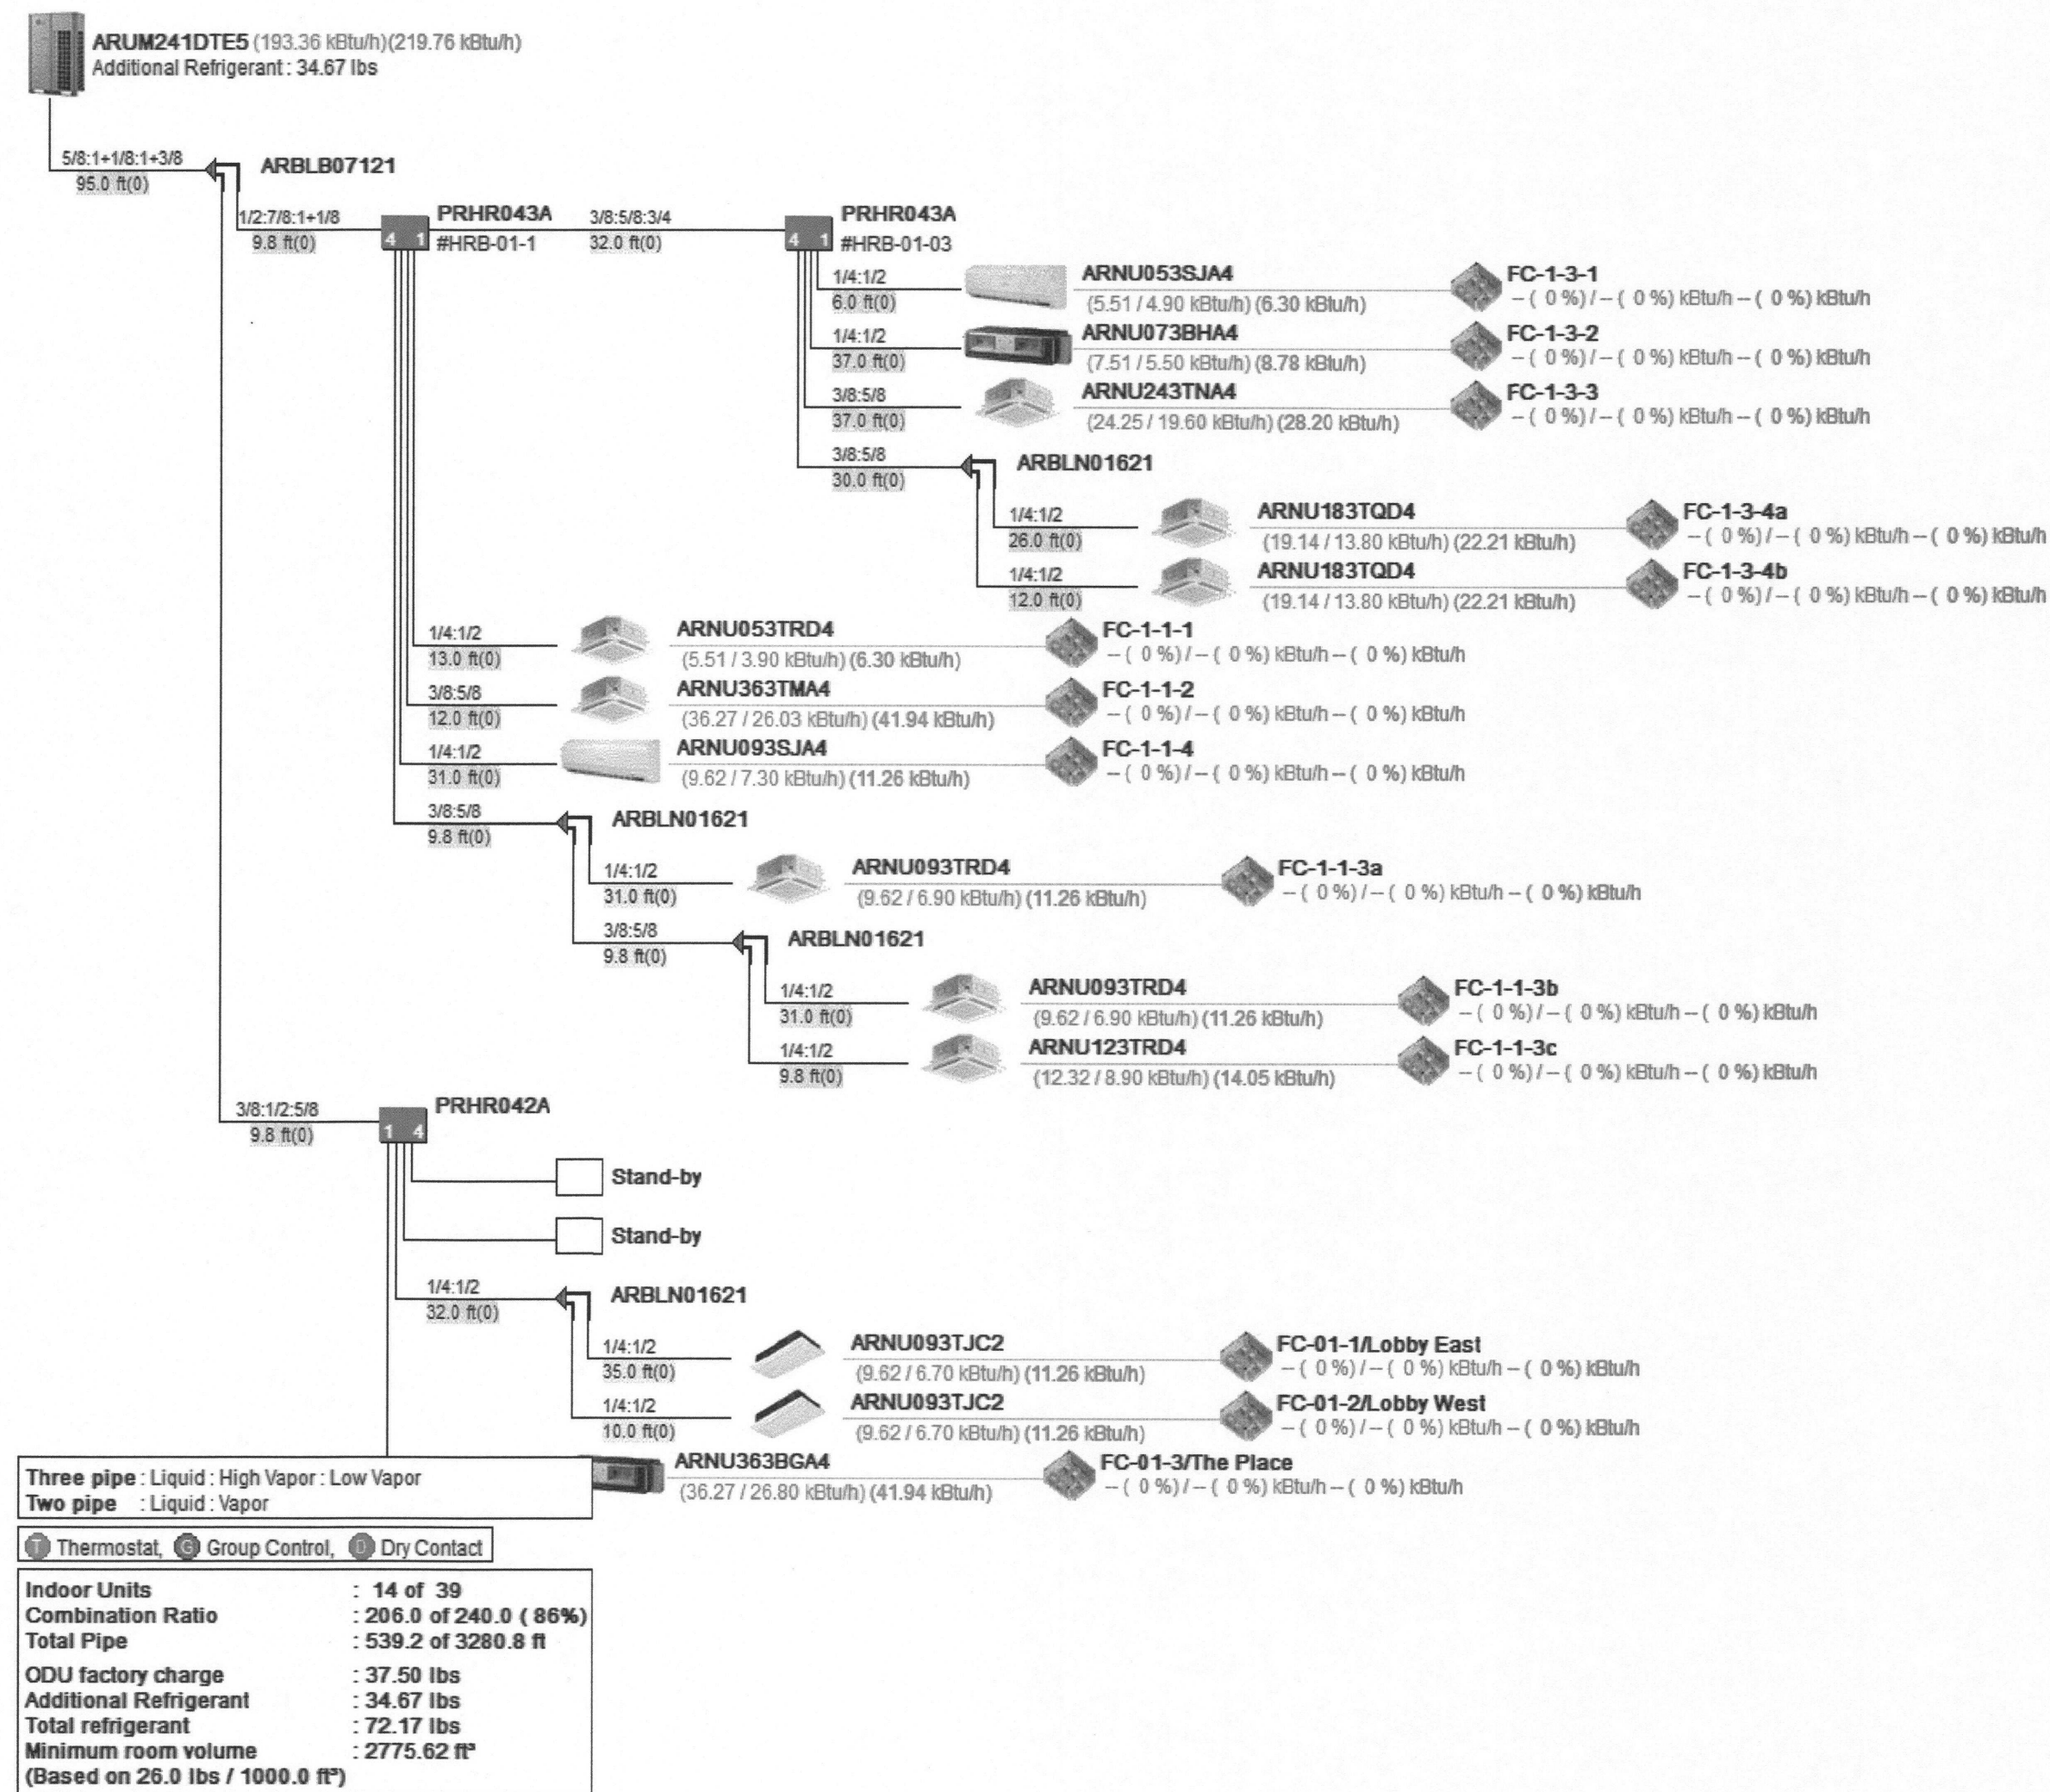 ARUM241DTE5 (193.36 kBtu/h)(219.76 kBtu/h)
Additional Refrigerant : 34.67 lbs
5/8:1+1/8:1+3/8
95.0 ft(0)
ARBLB07121
1/2:7/8:1+1/8
9.8 ft(0)
4 1
PRHR043A
#HRB-01-1
3/8:5/8:3/4
32.0 ft(0)
4 1
PRHR043A
#HRB-01-03
1/4:1/2
6.0 ft(0)
ARNU053SJA4
(5.51 / 4.90 kBtu/h) (6.30 kBtu/h)
FC-1-3-1
-- ( 0 %) / -- ( 0 %) kBtu/h -- ( 0 %) kBtu/h
1/4:1/2
37.0 ft(0)
ARNU073BHA4
(7.51 / 5.50 kBtu/h) (8.78 kBtu/h)
FC-1-3-2
-- ( 0 %) / -- ( 0 %) kBtu/h -- ( 0 %) kBtu/h
3/8:5/8
37.0 ft(0)
ARNU243TNA4
(24.25 / 19.60 kBtu/h) (28.20 kBtu/h)
FC-1-3-3
-- ( 0 %) / -- ( 0 %) kBtu/h -- ( 0 %) kBtu/h
3/8:5/8
30.0 ft(0)
ARBLN01621
1/4:1/2
26.0 ft(0)
ARNU183TQD4
(19.14 / 13.80 kBtu/h) (22.21 kBtu/h)
FC-1-3-4a
-- ( 0 %) / -- ( 0 %) kBtu/h -- ( 0 %) kBtu/h
1/4:1/2
12.0 ft(0)
ARNU183TQD4
(19.14 / 13.80 kBtu/h) (22.21 kBtu/h)
FC-1-3-4b
-- ( 0 %) / -- ( 0 %) kBtu/h -- ( 0 %) kBtu/h
1/4:1/2
13.0 ft(0)
ARNU053TRD4
(5.51 / 3.90 kBtu/h) (6.30 kBtu/h)
FC-1-1-1
-- ( 0 %) / -- ( 0 %) kBtu/h -- ( 0 %) kBtu/h
3/8:5/8
12.0 ft(0)
ARNU363TMA4
(36.27 / 26.03 kBtu/h) (41.94 kBtu/h)
FC-1-1-2
-- ( 0 %) / -- ( 0 %) kBtu/h -- ( 0 %) kBtu/h
1/4:1/2
31.0 ft(0)
ARNU093SJA4
(9.62 / 7.30 kBtu/h) (11.26 kBtu/h)
FC-1-1-4
-- ( 0 %) / -- ( 0 %) kBtu/h -- ( 0 %) kBtu/h
3/8:5/8
9.8 ft(0)
ARBLN01621
1/4:1/2
31.0 ft(0)
ARNU093TRD4
(9.62 / 6.90 kBtu/h) (11.26 kBtu/h)
FC-1-1-3a
-- ( 0 %) / -- ( 0 %) kBtu/h -- ( 0 %) kBtu/h
3/8:5/8
9.8 ft(0)
ARBLN01621
1/4:1/2
31.0 ft(0)
ARNU093TRD4
(9.62 / 6.90 kBtu/h) (11.26 kBtu/h)
FC-1-1-3b
-- ( 0 %) / -- ( 0 %) kBtu/h -- ( 0 %) kBtu/h
1/4:1/2
9.8 ft(0)
ARNU123TRD4
(12.32 / 8.90 kBtu/h) (14.05 kBtu/h)
FC-1-1-3c
-- ( 0 %) / -- ( 0 %) kBtu/h -- ( 0 %) kBtu/h
3/8:1/2:5/8
9.8 ft(0)
1 4
PRHR042A
Stand-by
Stand-by
1/4:1/2
32.0 ft(0)
ARBLN01621
1/4:1/2
35.0 ft(0)
ARNU093TJC2
(9.62 / 6.70 kBtu/h) (11.26 kBtu/h)
FC-01-1/Lobby East
-- ( 0 %) / -- ( 0 %) kBtu/h -- ( 0 %) kBtu/h
1/4:1/2
10.0 ft(0)
ARNU093TJC2
(9.62 / 6.70 kBtu/h) (11.26 kBtu/h)
FC-01-2/Lobby West
-- ( 0 %) / -- ( 0 %) kBtu/h -- ( 0 %) kBtu/h
ARNU363BGA4
(36.27 / 26.80 kBtu/h) (41.94 kBtu/h)
FC-01-3/The Place
-- ( 0 %) / -- ( 0 %) kBtu/h -- ( 0 %) kBtu/h
Three pipe : Liquid : High Vapor : Low Vapor
Two pipe : Liquid : Vapor
T Thermostat, G Group Control, D Dry Contact
Indoor Units : 14 of 39
Combination Ratio : 206.0 of 240.0 ( 86%)
Total Pipe : 539.2 of 3280.8 ft
ODU factory charge : 37.50 lbs
Additional Refrigerant : 34.67 lbs
Total refrigerant : 72.17 lbs
Minimum room volume : 2775.62 ft³
(Based on 26.0 lbs / 1000.0 ft³)